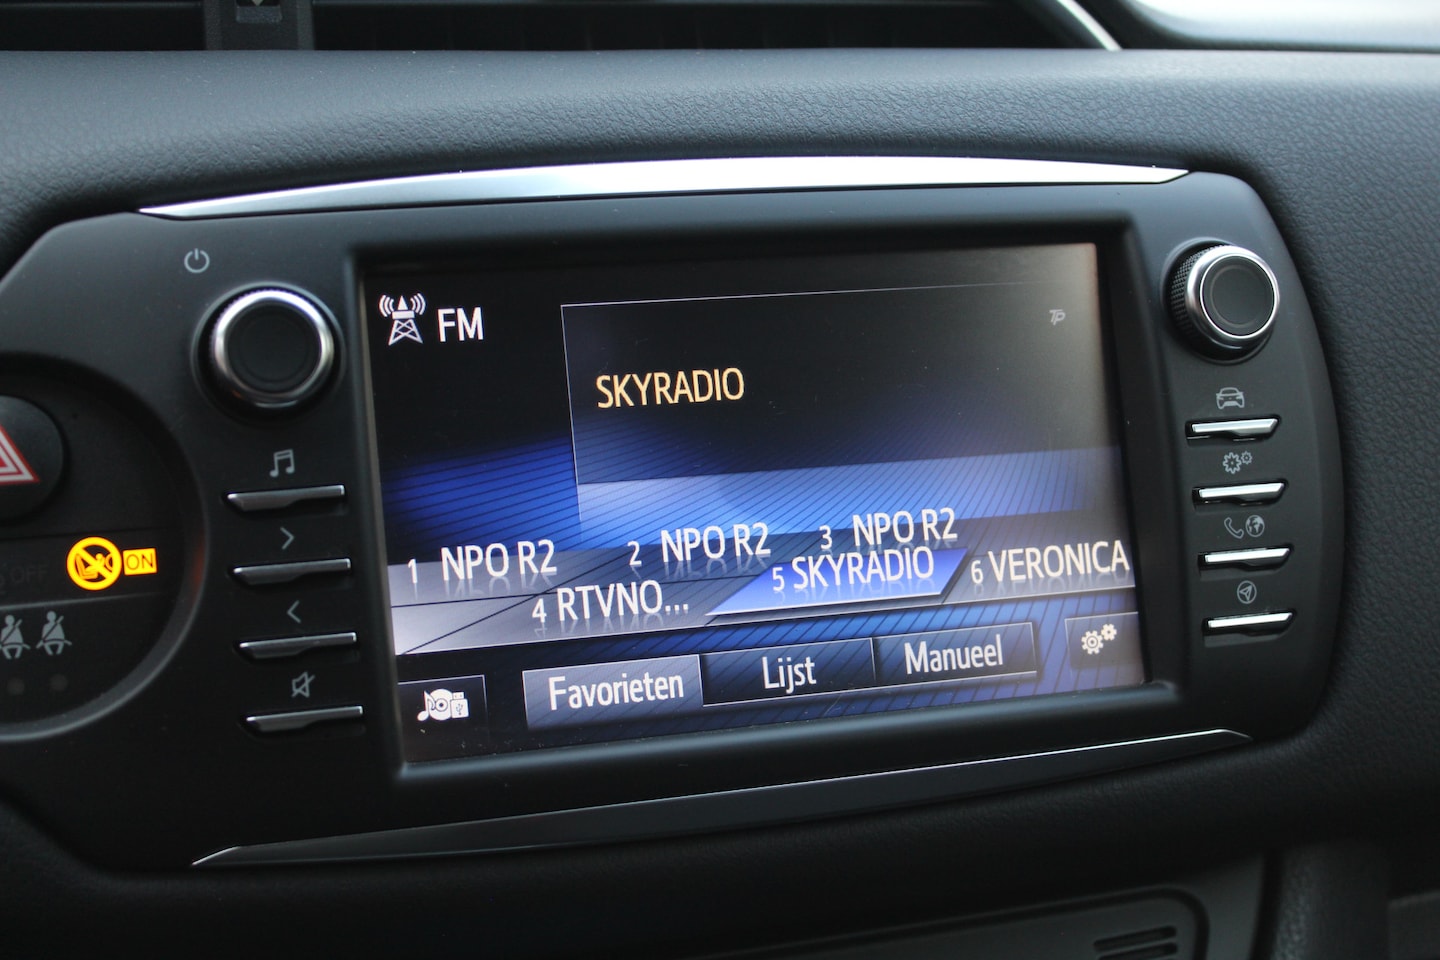 FM
TP
SKYRADIO
1 NPO R2
2 NPO R2
3 NPO R2
4 RTVNO...
5 SKYRADIO
6 VERONICA
Favorieten
Lijst
Manueel
OFF
ON